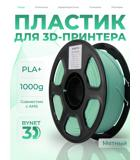 ПЛАСТИК
ДЛЯ 3D-ПРИНТЕРА
PLA+
1000g
Совместим
с AMS
BYNET
3D
Мятный